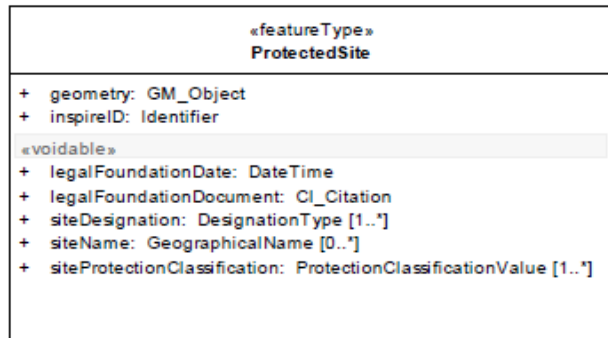 «featureType»
ProtectedSite
+ geometry: GM_Object
+ inspireID: Identifier
«voidable»
+ legalFoundationDate: DateTime
+ legalFoundationDocument: CI_Citation
+ siteDesignation: DesignationType [1..*]
+ siteName: GeographicalName [0..*]
+ siteProtectionClassification: ProtectionClassificationValue [1..*]